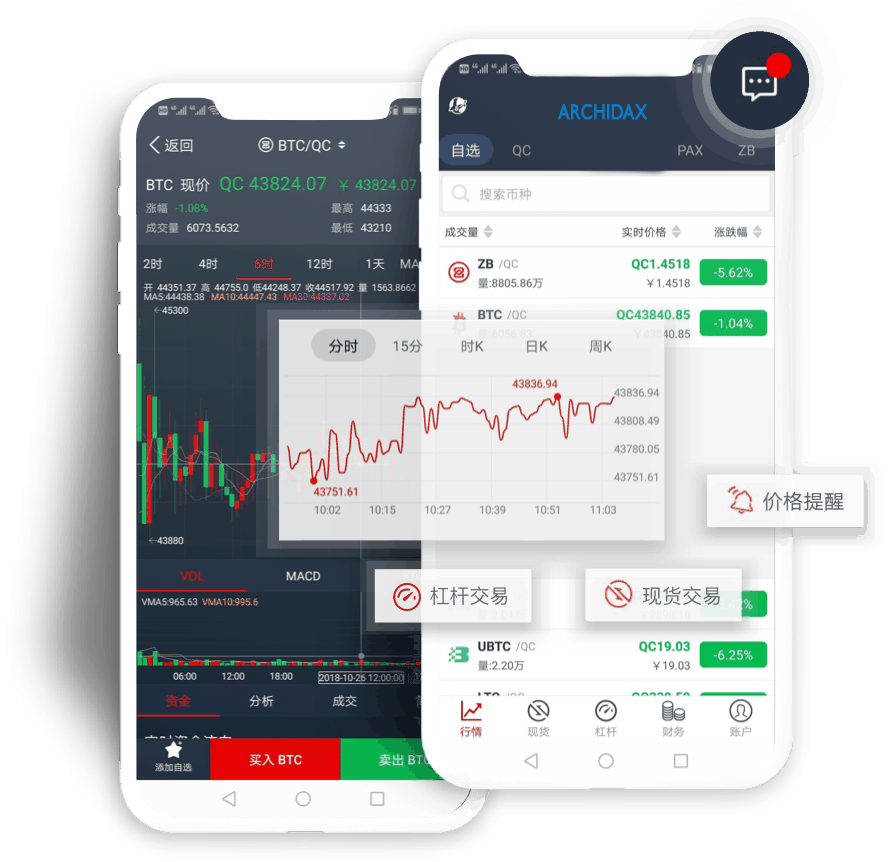 返回
BTC/QC
BTC 现价 QC 43824.07 ￥ 43824.07
涨幅 -1.08% 最高 44333
成交量 6073.5632 最低 43210
2时 4时 6时 12时 1天 MA
开 44351.37 高 44755.0 低44248.37 收44517.92 量 1563.8662
MA5:44438.38 MA10:44447.43 MA30:44337.02
45300
43880
VOL MACD
VMA5:965.63 VMA10:995.6
06:00 12:00 18:00 2018-10-26 12:00:00
资金 分析 成交
添加自选
买入 BTC
卖出 BTC
HD
ARCHIDAX
自选 QC PAX ZB
搜索币种
成交量 实时价格 涨跌幅
ZB /QC QC1.4518 -5.62%
量:8805.86万 ￥1.4518
BTC /QC QC43840.85 -1.04%
量:6056.83 ￥43840.85
分时 15分 时K 日K 周K
43836.94
43836.94
43808.49
43780.05
43751.61
43751.61
10:02 10:15 10:27 10:39 10:51 11:03
价格提醒
杠杆交易
现货交易
UBTC /QC QC19.03 -6.25%
量:2.20万 ￥19.03
行情 现货 杠杆 财务 账户